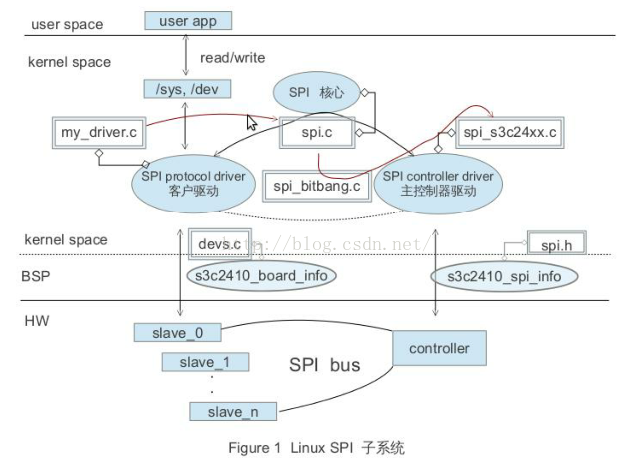 user space
user app
kernel space
read/write
/sys, /dev
SPI 核心
my_driver.c
spi.c
spi_s3c24xx.c
SPI protocol driver
客户驱动
spi_bitbang.c
SPI controller driver
主控制器驱动
kernel space
devs.c
http://blog.csdn.net/
spi.h
BSP
s3c2410_board_info
s3c2410_spi_info
HW
slave_0
controller
slave_1
SPI bus
slave_n
Figure 1 Linux SPI 子系统